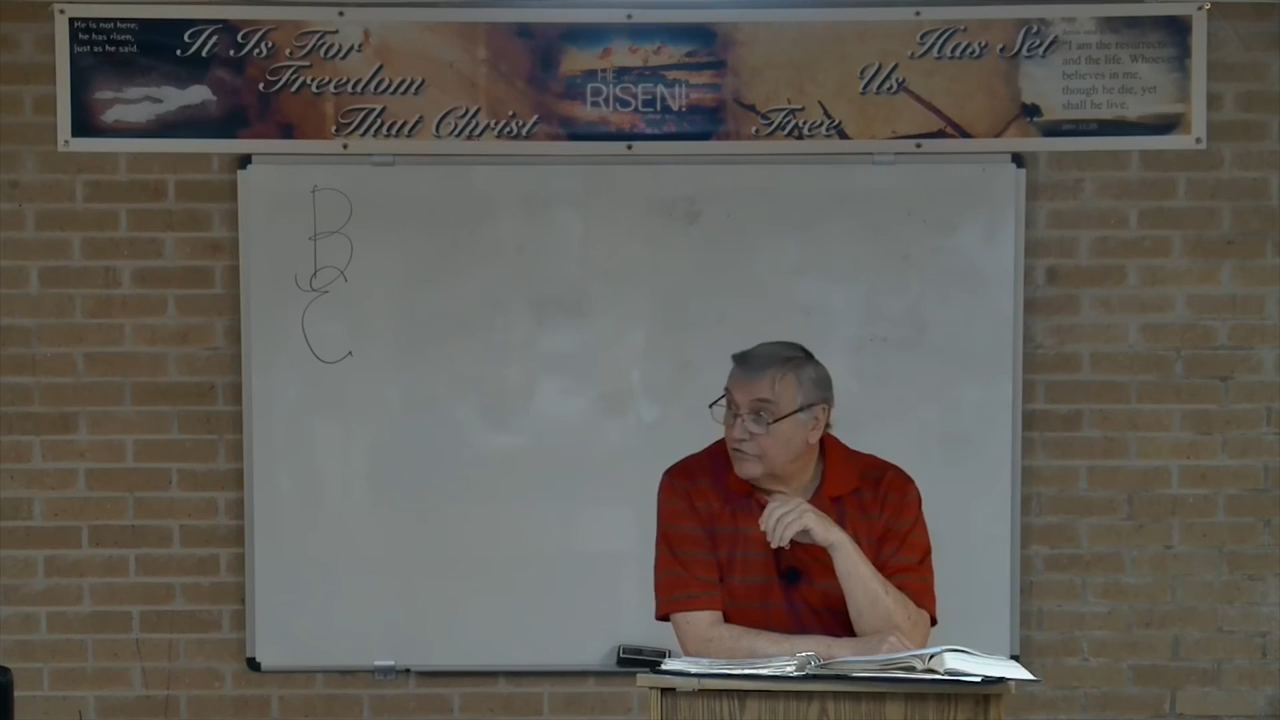 He is not here;
he has risen,
just as he said.
It Is For
Freedom
That Christ
HE
RISEN!
Has Set
Us
Free
"I am the resurrection
and the life. Whoever
believes in me,
though he die, yet
shall he live.
B